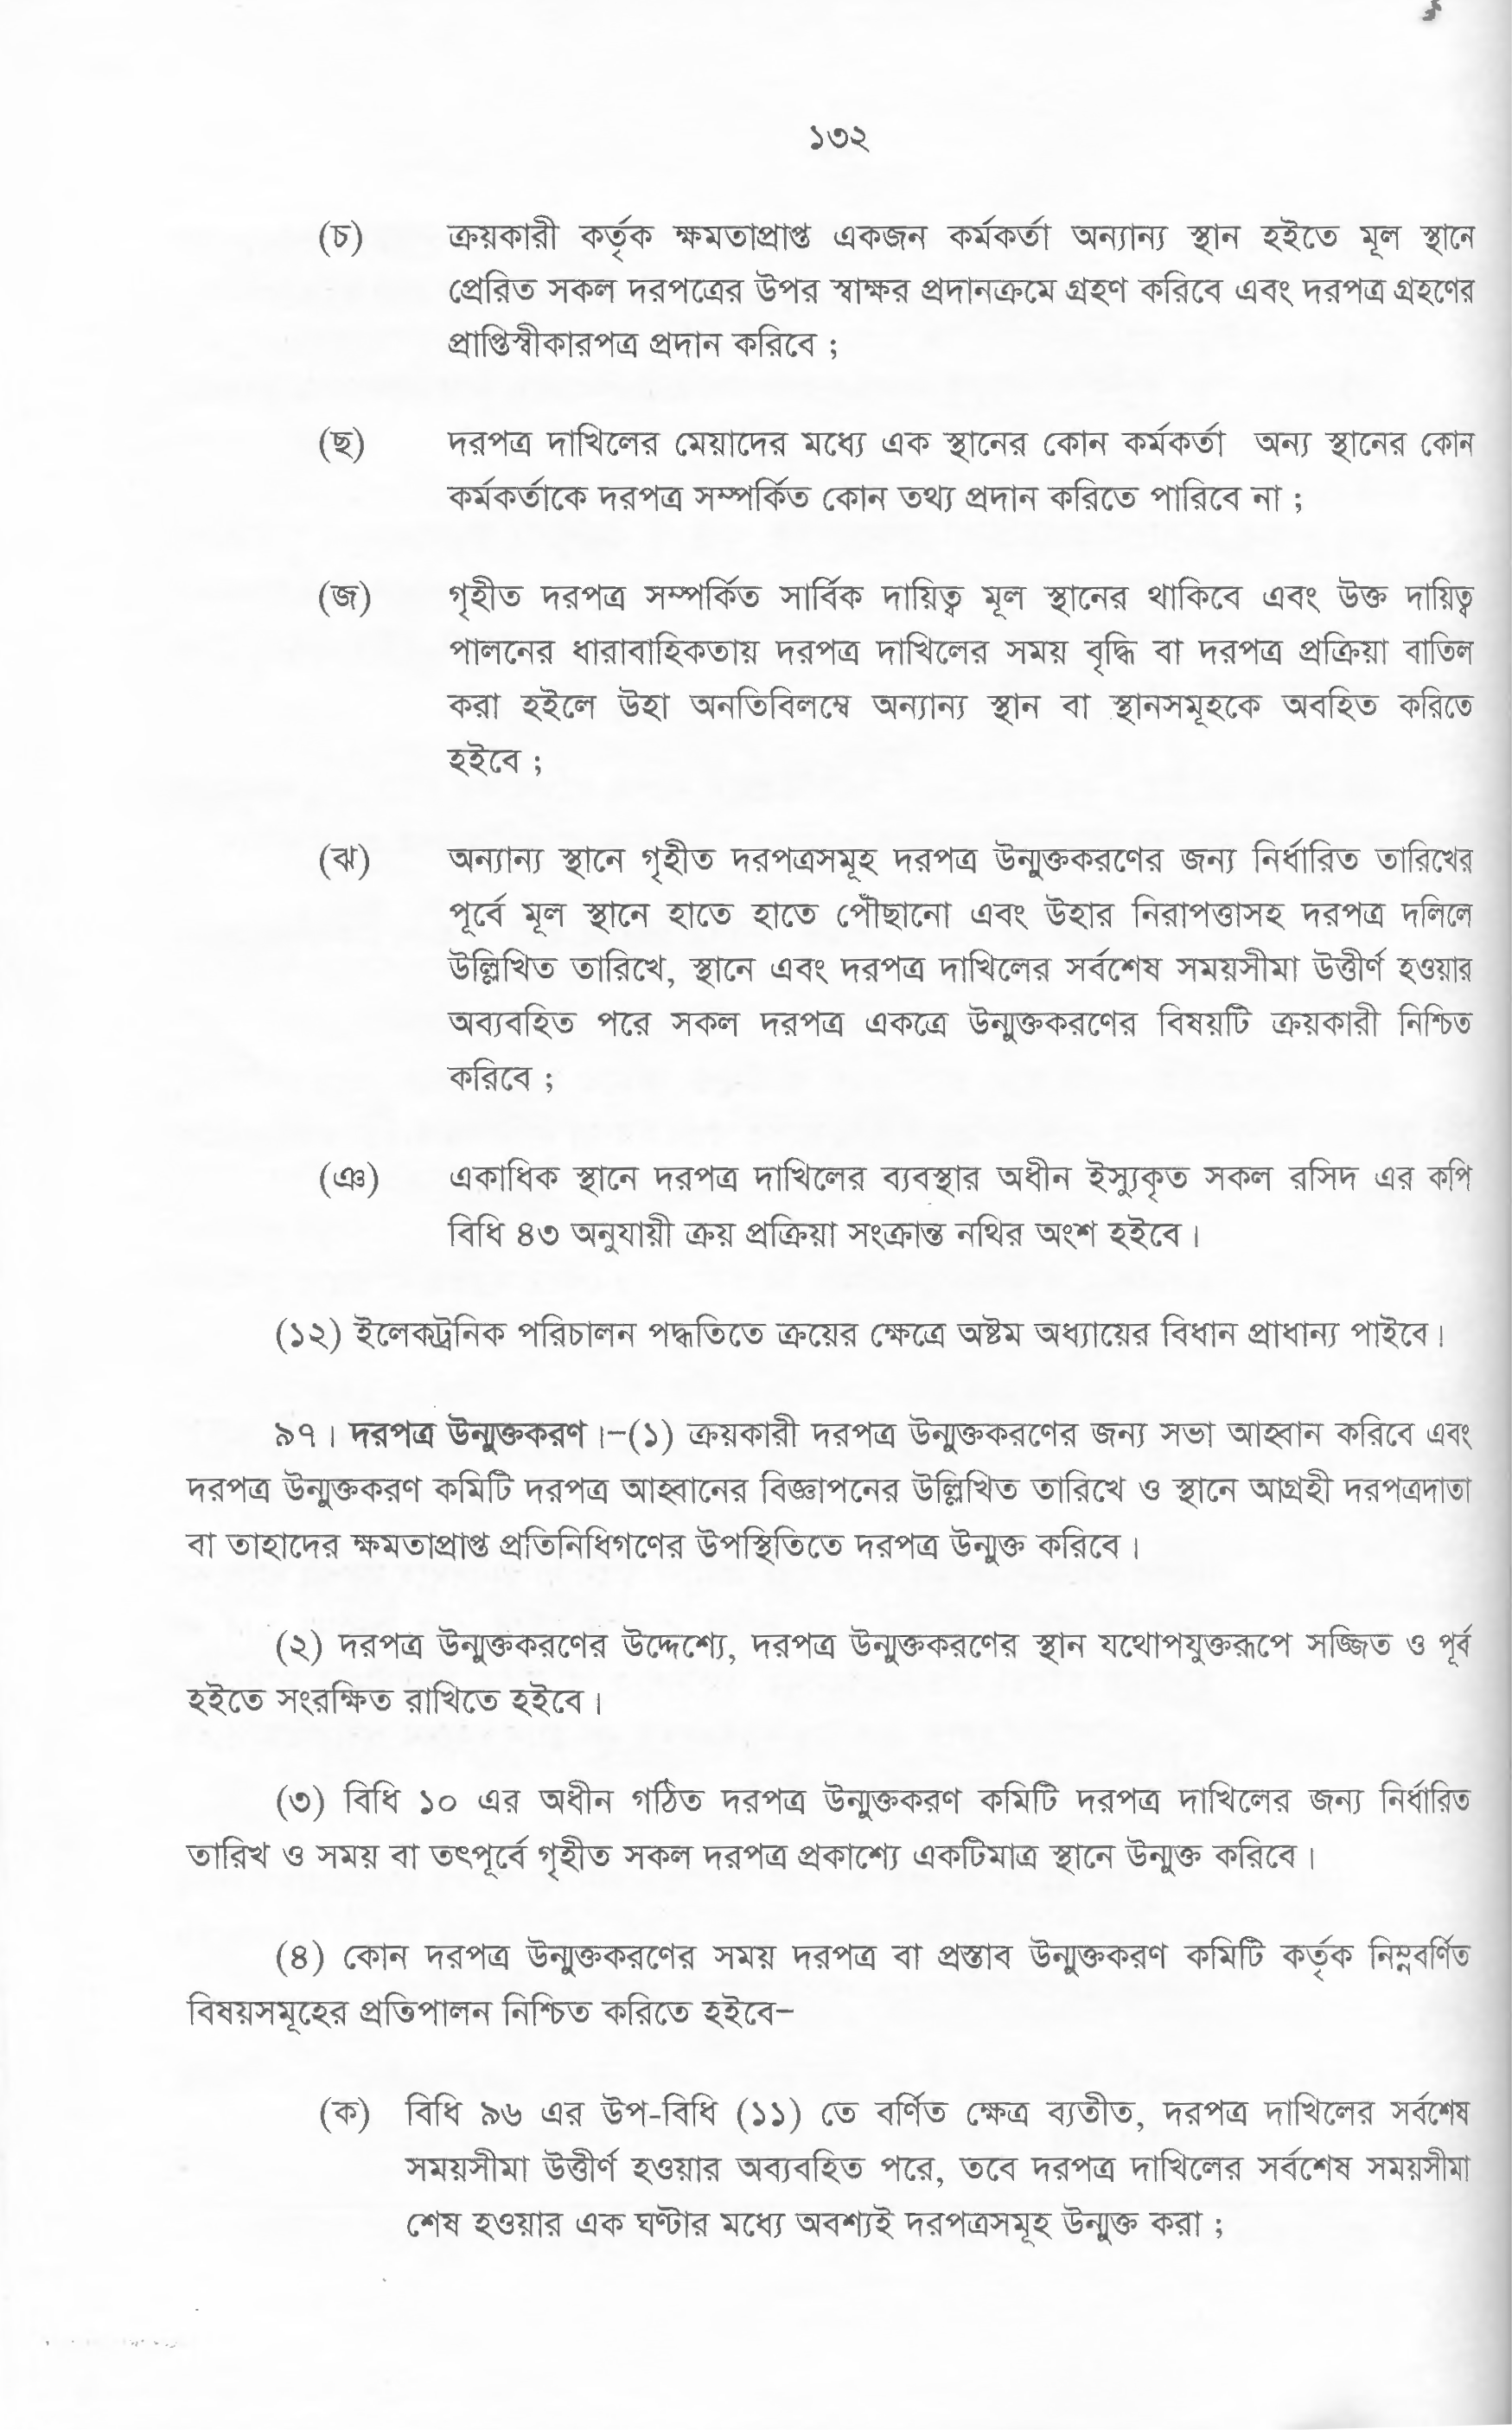 ১৩২
(চ) ক্রয়কারী কর্তৃক ক্ষমতাপ্রাপ্ত একজন কর্মকর্তা অন্যান্য স্থান হইতে মূল স্থানে
প্রেরিত সকল দরপত্রের উপর স্বাক্ষর প্রদানক্রমে গ্রহণ করিবে এবং দরপত্র গ্রহণের
প্রাপ্তিস্বীকারপত্র প্রদান করিবে ;
(ছ) দরপত্র দাখিলের মেয়াদের মধ্যে এক স্থানের কোন কর্মকর্তা অন্য স্থানের কোন
কর্মকর্তাকে দরপত্র সম্পর্কিত কোন তথ্য প্রদান করিতে পারিবে না ;
(জ) গৃহীত দরপত্র সম্পর্কিত সার্বিক দায়িত্ব মূল স্থানের থাকিবে এবং উক্ত দায়িত্ব
পালনের ধারাবাহিকতায় দরপত্র দাখিলের সময় বৃদ্ধি বা দরপত্র প্রক্রিয়া বাতিল
করা হইলে উহা অনতিবিলম্বে অন্যান্য স্থান বা স্থানসমূহকে অবহিত করিতে
হইবে ;
(ঝ) অন্যান্য স্থানে গৃহীত দরপত্রসমূহ দরপত্র উন্মুক্তকরণের জন্য নির্ধারিত তারিখের
পূর্বে মূল স্থানে হাতে হাতে পৌঁছানো এবং উহার নিরাপত্তাসহ দরপত্র দলিলে
উল্লিখিত তারিখে, স্থানে এবং দরপত্র দাখিলের সর্বশেষ সময়সীমা উত্তীর্ণ হওয়ার
অব্যবহিত পরে সকল দরপত্র একত্রে উন্মুক্তকরণের বিষয়টি ক্রয়কারী নিশ্চিত
করিবে ;
(ঞ) একাধিক স্থানে দরপত্র দাখিলের ব্যবস্থার অধীন ইস্যুকৃত সকল রসিদ এর কপি
বিধি ৪৩ অনুযায়ী ক্রয় প্রক্রিয়া সংক্রান্ত নথির অংশ হইবে।
(১২) ইলেকট্রনিক পরিচালন পদ্ধতিতে ক্রয়ের ক্ষেত্রে অষ্টম অধ্যায়ের বিধান প্রাধান্য পাইবে।
৯৭। দরপত্র উন্মুক্তকরণ।-(১) ক্রয়কারী দরপত্র উন্মুক্তকরণের জন্য সভা আহ্বান করিবে এবং
দরপত্র উন্মুক্তকরণ কমিটি দরপত্র আহ্বানের বিজ্ঞাপনের উল্লিখিত তারিখে ও স্থানে আগ্রহী দরপত্রদাতা
বা তাহাদের ক্ষমতাপ্রাপ্ত প্রতিনিধিগণের উপস্থিতিতে দরপত্র উন্মুক্ত করিবে।
(২) দরপত্র উন্মুক্তকরণের উদ্দেশ্যে, দরপত্র উন্মুক্তকরণের স্থান যথোপযুক্তরূপে সজ্জিত ও পূর্ব
হইতে সংরক্ষিত রাখিতে হইবে।
(৩) বিধি ১০ এর অধীন গঠিত দরপত্র উন্মুক্তকরণ কমিটি দরপত্র দাখিলের জন্য নির্ধারিত
তারিখ ও সময় বা তৎপূর্বে গৃহীত সকল দরপত্র প্রকাশ্যে একটিমাত্র স্থানে উন্মুক্ত করিবে।
(৪) কোন দরপত্র উন্মুক্তকরণের সময় দরপত্র বা প্রস্তাব উন্মুক্তকরণ কমিটি কর্তৃক নিম্নবর্ণিত
বিষয়সমূহের প্রতিপালন নিশ্চিত করিতে হইবে-
(ক) বিধি ৯৬ এর উপ-বিধি (১১) তে বর্ণিত ক্ষেত্র ব্যতীত, দরপত্র দাখিলের সর্বশেষ
সময়সীমা উত্তীর্ণ হওয়ার অব্যবহিত পরে, তবে দরপত্র দাখিলের সর্বশেষ সময়সীমা
শেষ হওয়ার এক ঘণ্টার মধ্যে অবশ্যই দরপত্রসমূহ উন্মুক্ত করা ;